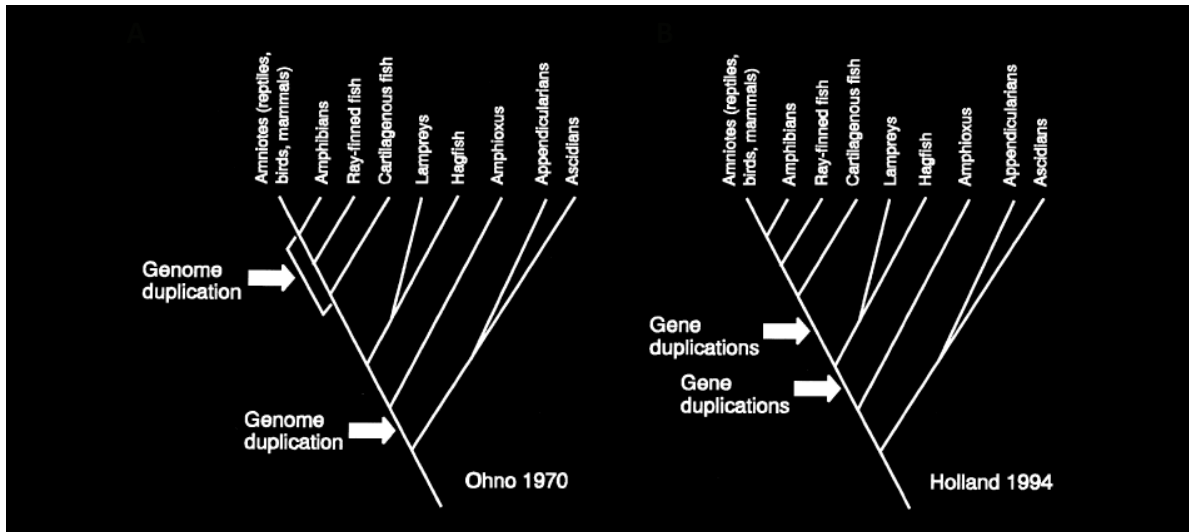 A
Amniotes (reptiles,
birds, mammals)
Amphibians
Ray-finned fish
Cartilagenous fish
Lampreys
Hagfish
Amphioxus
Appendicularians
Ascidians
Genome
duplication
Genome
duplication
Ohno 1970
B
Amniotes (reptiles,
birds, mammals)
Amphibians
Ray-finned fish
Cartilagenous fish
Lampreys
Hagfish
Amphioxus
Appendicularians
Ascidians
Gene
duplications
Gene
duplications
Holland 1994